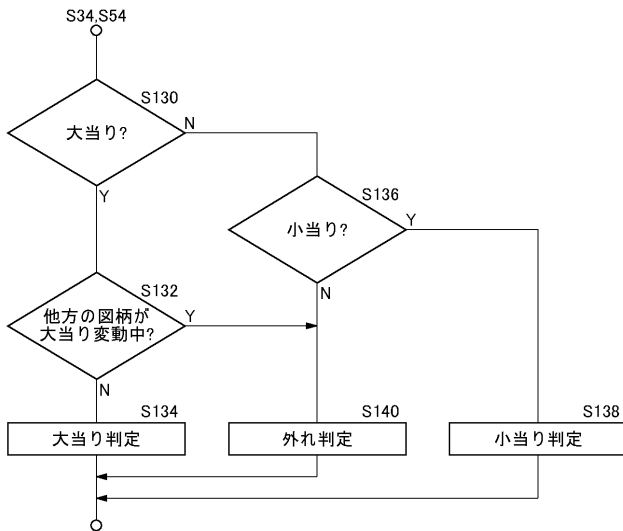 S34,S54
S130
大当り?
N
Y
S136
小当り?
Y
N
S132
他方の図柄が
大当り変動中?
Y
N
S134
大当り判定
S140
外れ判定
S138
小当り判定